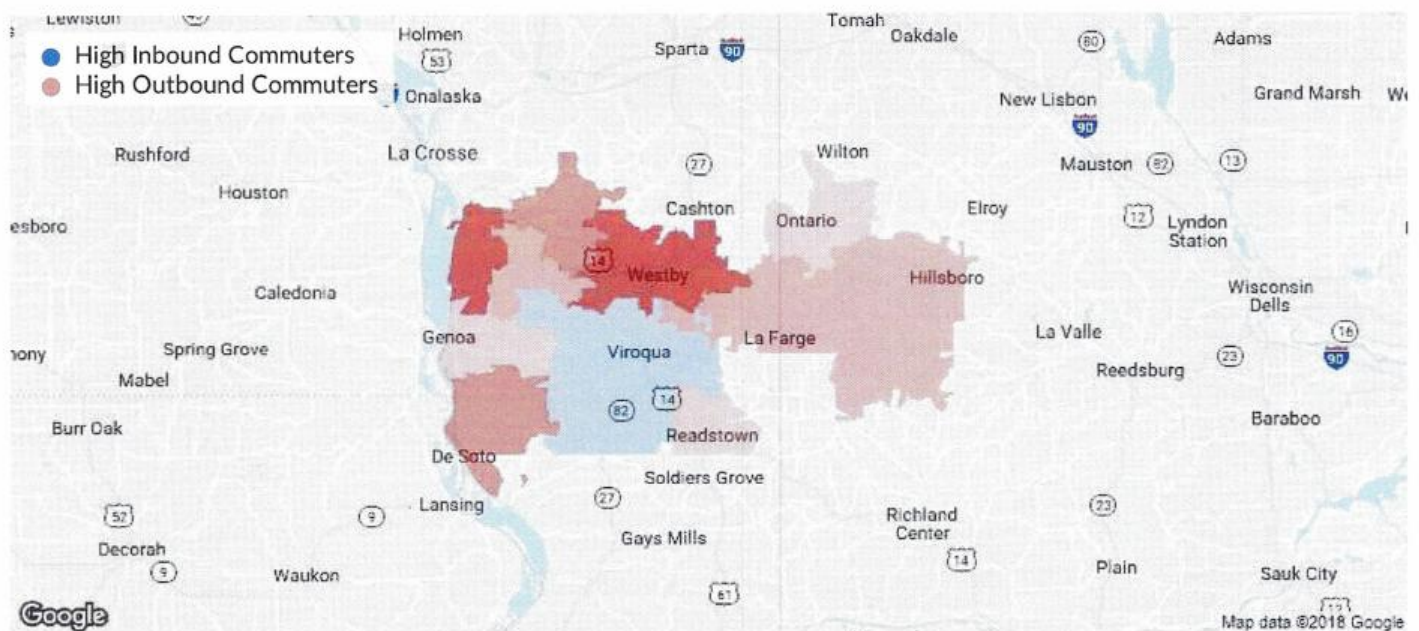 Lewiston
Tomah
Holmen
Oakdale
Adams
80
53
Sparta
90
High Inbound Commuters
High Outbound Commuters
Onalaska
New Lisbon
Grand Marsh
90
La Crosse
Rushford
Wilton
27
Mauston
82
13
Houston
Cashton
Elroy
12
Ontario
Lyndon
Station
esboro
14
Westby
Hillsboro
Caledonia
Wisconsin
Dells
16
Genoa
La Farge
La Valle
Viroqua
90
Spring Grove
23
Reedsburg
Mabel
14
82
Baraboo
Burr Oak
Readstown
De Soto
Soldiers Grove
Lansing
27
23
52
9
Richland
Center
Decorah
Gays Mills
14
9
Waukon
Plain
Sauk City
61
Google
Map data ©2018 Google